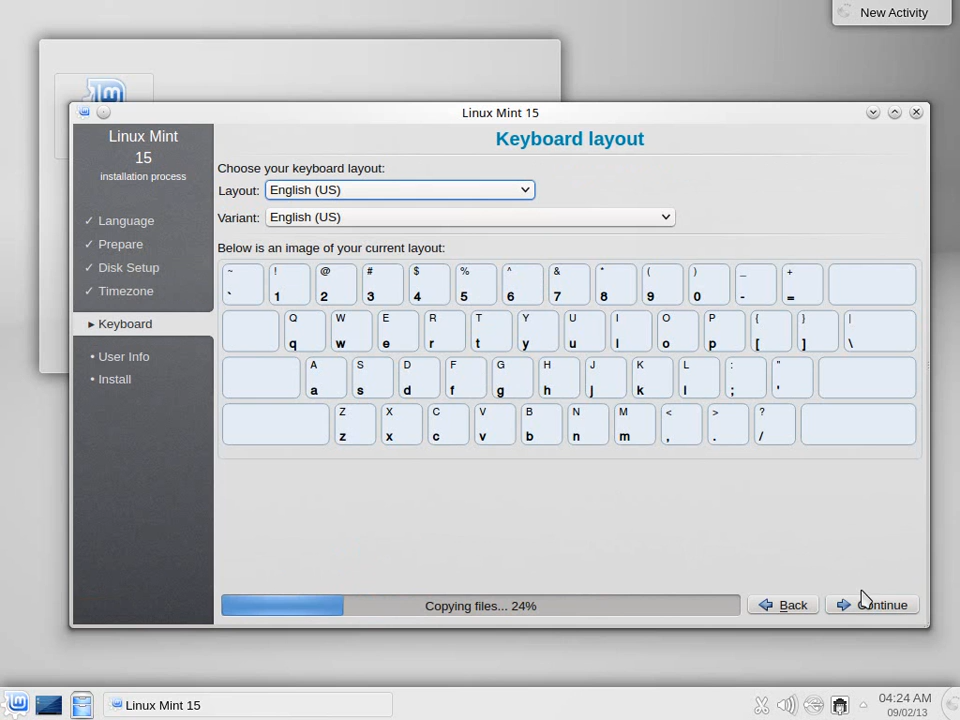 New Activity
Linux Mint 15
Linux Mint
15
installation process
✓ Language
✓ Prepare
✓ Disk Setup
✓ Timezone
▸ Keyboard
• User Info
• Install
Keyboard layout
Choose your keyboard layout:
Layout: English (US)
Variant: English (US)
Below is an image of your current layout:
~ ! @ # $ % ^ & * ( ) _ +
` 1 2 3 4 5 6 7 8 9 0 - =
Q W E R T Y U I O P { } |
q w e r t y u i o p [ ] \
A S D F G H J K L : "
a s d f g h j k l ; '
Z X C V B N M < > ?
z x c v b n m , . /
Copying files... 24%
Back
Continue
Linux Mint 15
04:24 AM
09/02/13